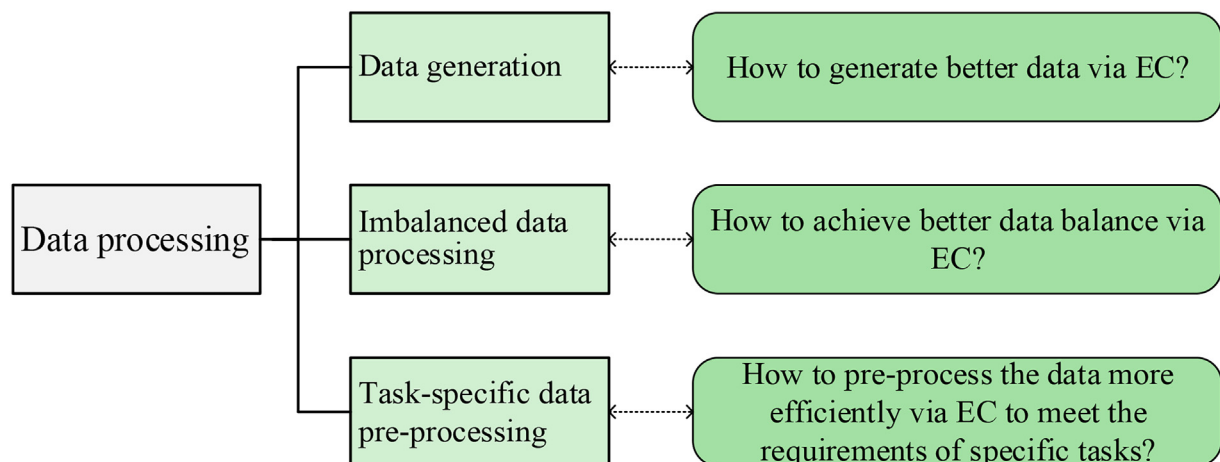 Data generation
How to generate better data via EC?
Data processing
Imbalanced data
processing
How to achieve better data balance via
EC?
Task-specific data
pre-processing
How to pre-process the data more
efficiently via EC to meet the
requirements of specific tasks?